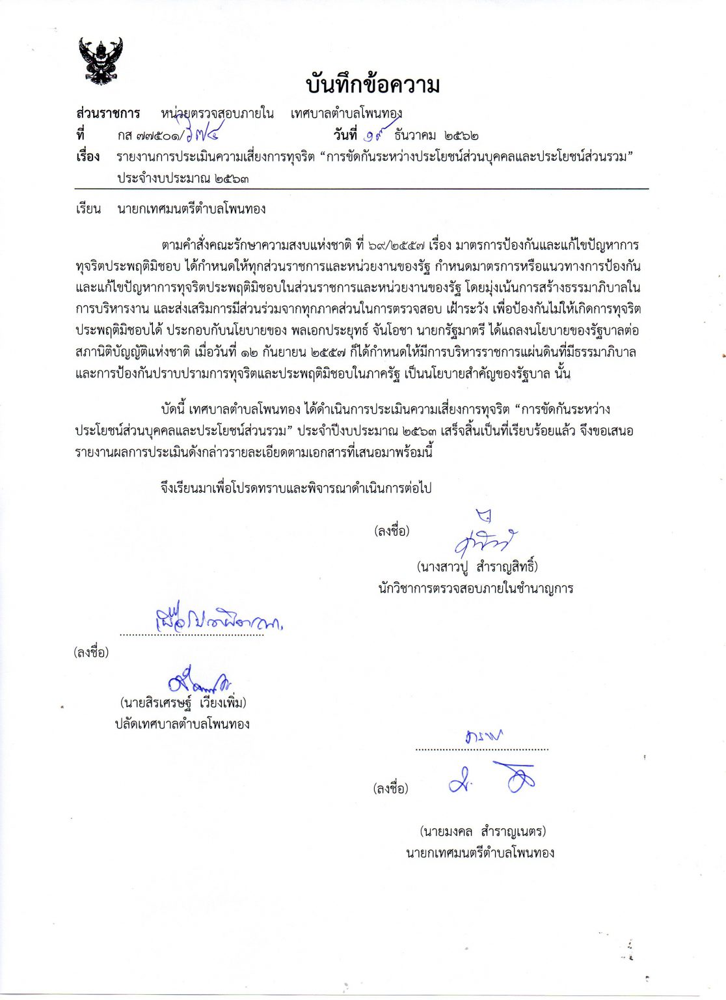 บันทึกข้อความ
ส่วนราชการ หน่วยตรวจสอบภายใน เทศบาลตำบลโพนทอง
ที่ กส ๗๗๕๐๑/ วันที่ ๑๙ ธันวาคม ๒๕๖๒
เรื่อง รายงานการประเมินความเสี่ยงการทุจริต “การขัดกันระหว่างประโยชน์ส่วนบุคคลและประโยชน์ส่วนรวม”
ประจำงบประมาณ ๒๕๖๓
เรียน นายกเทศมนตรีตำบลโพนทอง
ตามคำสั่งคณะรักษาความสงบแห่งชาติ ที่ ๖๙/๒๕๕๗ เรื่อง มาตรการป้องกันและแก้ไขปัญหาการ
ทุจริตประพฤติมิชอบ ได้กำหนดให้ทุกส่วนราชการและหน่วยงานของรัฐ กำหนดมาตรการหรือแนวทางการป้องกัน
และแก้ไขปัญหาการทุจริตประพฤติมิชอบในส่วนราชการและหน่วยงานของรัฐ โดยมุ่งเน้นการสร้างธรรมาภิบาลใน
การบริหารงาน และส่งเสริมการมีส่วนร่วมจากทุกภาคส่วนในการตรวจสอบ เฝ้าระวัง เพื่อป้องกันไม่ให้เกิดการทุจริต
ประพฤติมิชอบได้ ประกอบกับนโยบายของ พลเอกประยุทธ์ จันโอชา นายกรัฐมาตรี ได้แถลงนโยบายของรัฐบาลต่อ
สภานิติบัญญัติแห่งชาติ เมื่อวันที่ ๑๒ กันยายน ๒๕๕๗ ก็ได้กำหนดให้มีการบริหารราชการแผ่นดินที่มีธรรมาภิบาล
และการป้องกันปราบปรามการทุจริตและประพฤติมิชอบในภาครัฐ เป็นนโยบายสำคัญของรัฐบาล นั้น
บัดนี้ เทศบาลตำบลโพนทอง ได้ดำเนินการประเมินความเสี่ยงการทุจริต “การขัดกันระหว่าง
ประโยชน์ส่วนบุคคลและประโยชน์ส่วนรวม” ประจำปีงบประมาณ ๒๕๖๓ เสร็จสิ้นเป็นที่เรียบร้อยแล้ว จึงขอเสนอ
รายงานผลการประเมินดังกล่าวรายละเอียดตามเอกสารที่เสนอมาพร้อมนี้
จึงเรียนมาเพื่อโปรดทราบและพิจารณาดำเนินการต่อไป
(ลงชื่อ)
(นางสาวปู สำราญสิทธิ์)
นักวิชาการตรวจสอบภายในชำนาญการ
เพื่อโปรดพิจารณา
(ลงชื่อ)
(นายสิรเศรษฐ์ เวียงเพิ่ม)
ปลัดเทศบาลตำบลโพนทอง
ทราบ
(ลงชื่อ)
(นายมงคล สำราญเนตร)
นายกเทศมนตรีตำบลโพนทอง